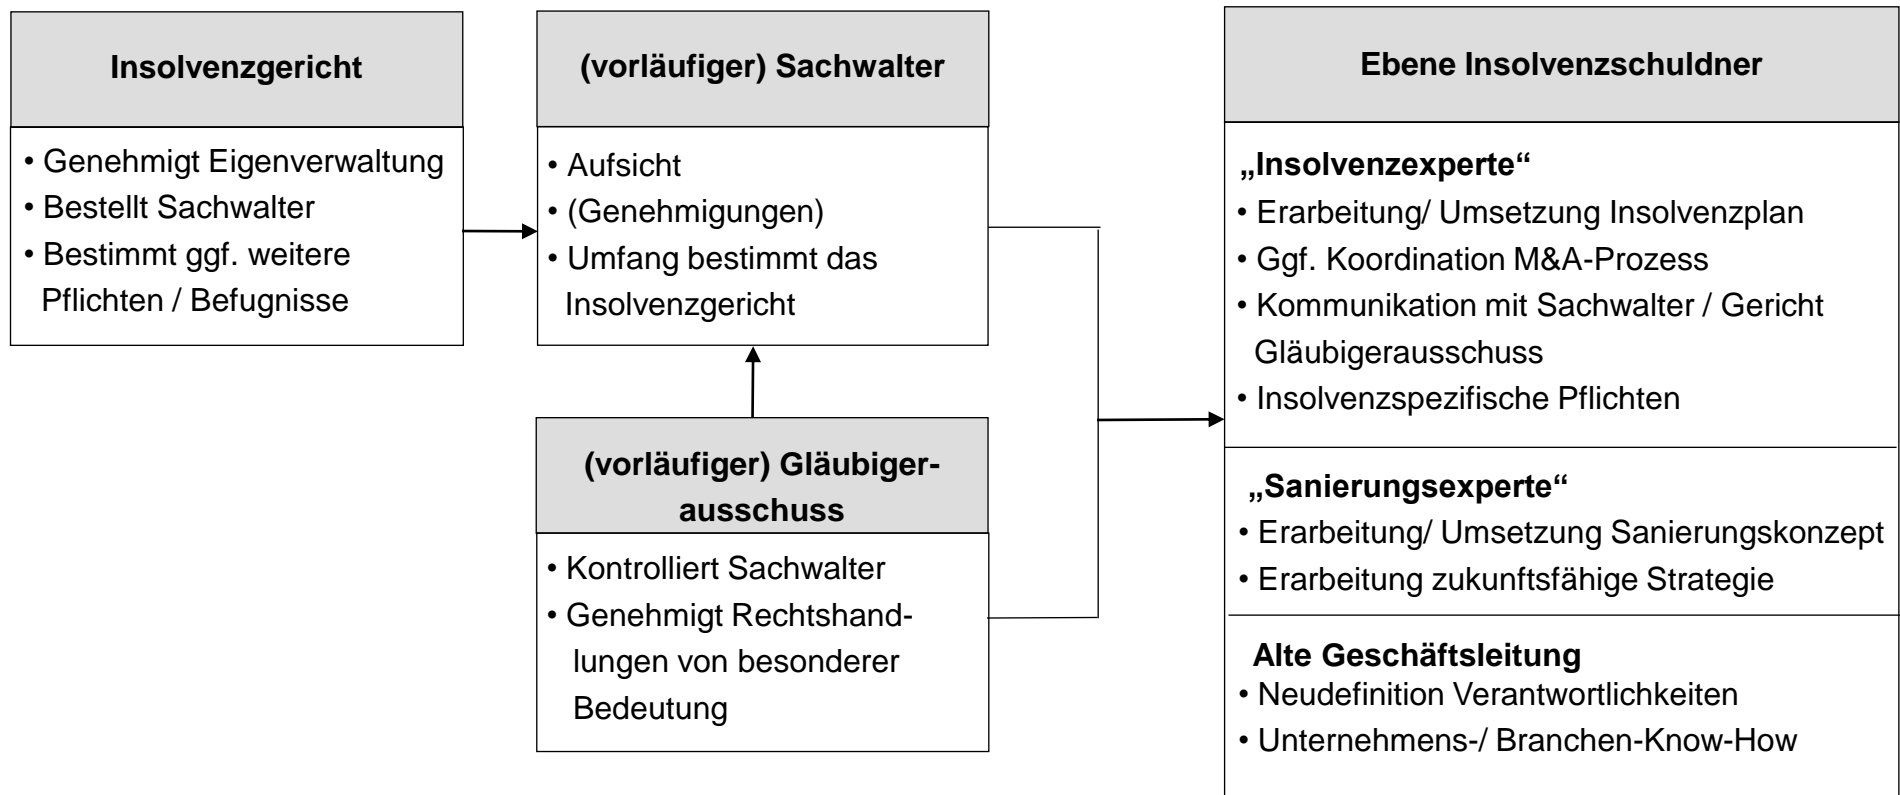 Insolvenzgericht
• Genehmigt Eigenverwaltung
• Bestellt Sachwalter
• Bestimmt ggf. weitere
Pflichten / Befugnisse
(vorläufiger) Sachwalter
• Aufsicht
• (Genehmigungen)
• Umfang bestimmt das
Insolvenzgericht
(vorläufiger) Gläubiger-
ausschuss
• Kontrolliert Sachwalter
• Genehmigt Rechtshand-
lungen von besonderer
Bedeutung
Ebene Insolvenzschuldner
„Insolvenzexperte“
• Erarbeitung/ Umsetzung Insolvenzplan
• Ggf. Koordination M&A-Prozess
• Kommunikation mit Sachwalter / Gericht
Gläubigerausschuss
• Insolvenzspezifische Pflichten
„Sanierungsexperte“
• Erarbeitung/ Umsetzung Sanierungskonzept
• Erarbeitung zukunftsfähige Strategie
Alte Geschäftsleitung
• Neudefinition Verantwortlichkeiten
• Unternehmens-/ Branchen-Know-How